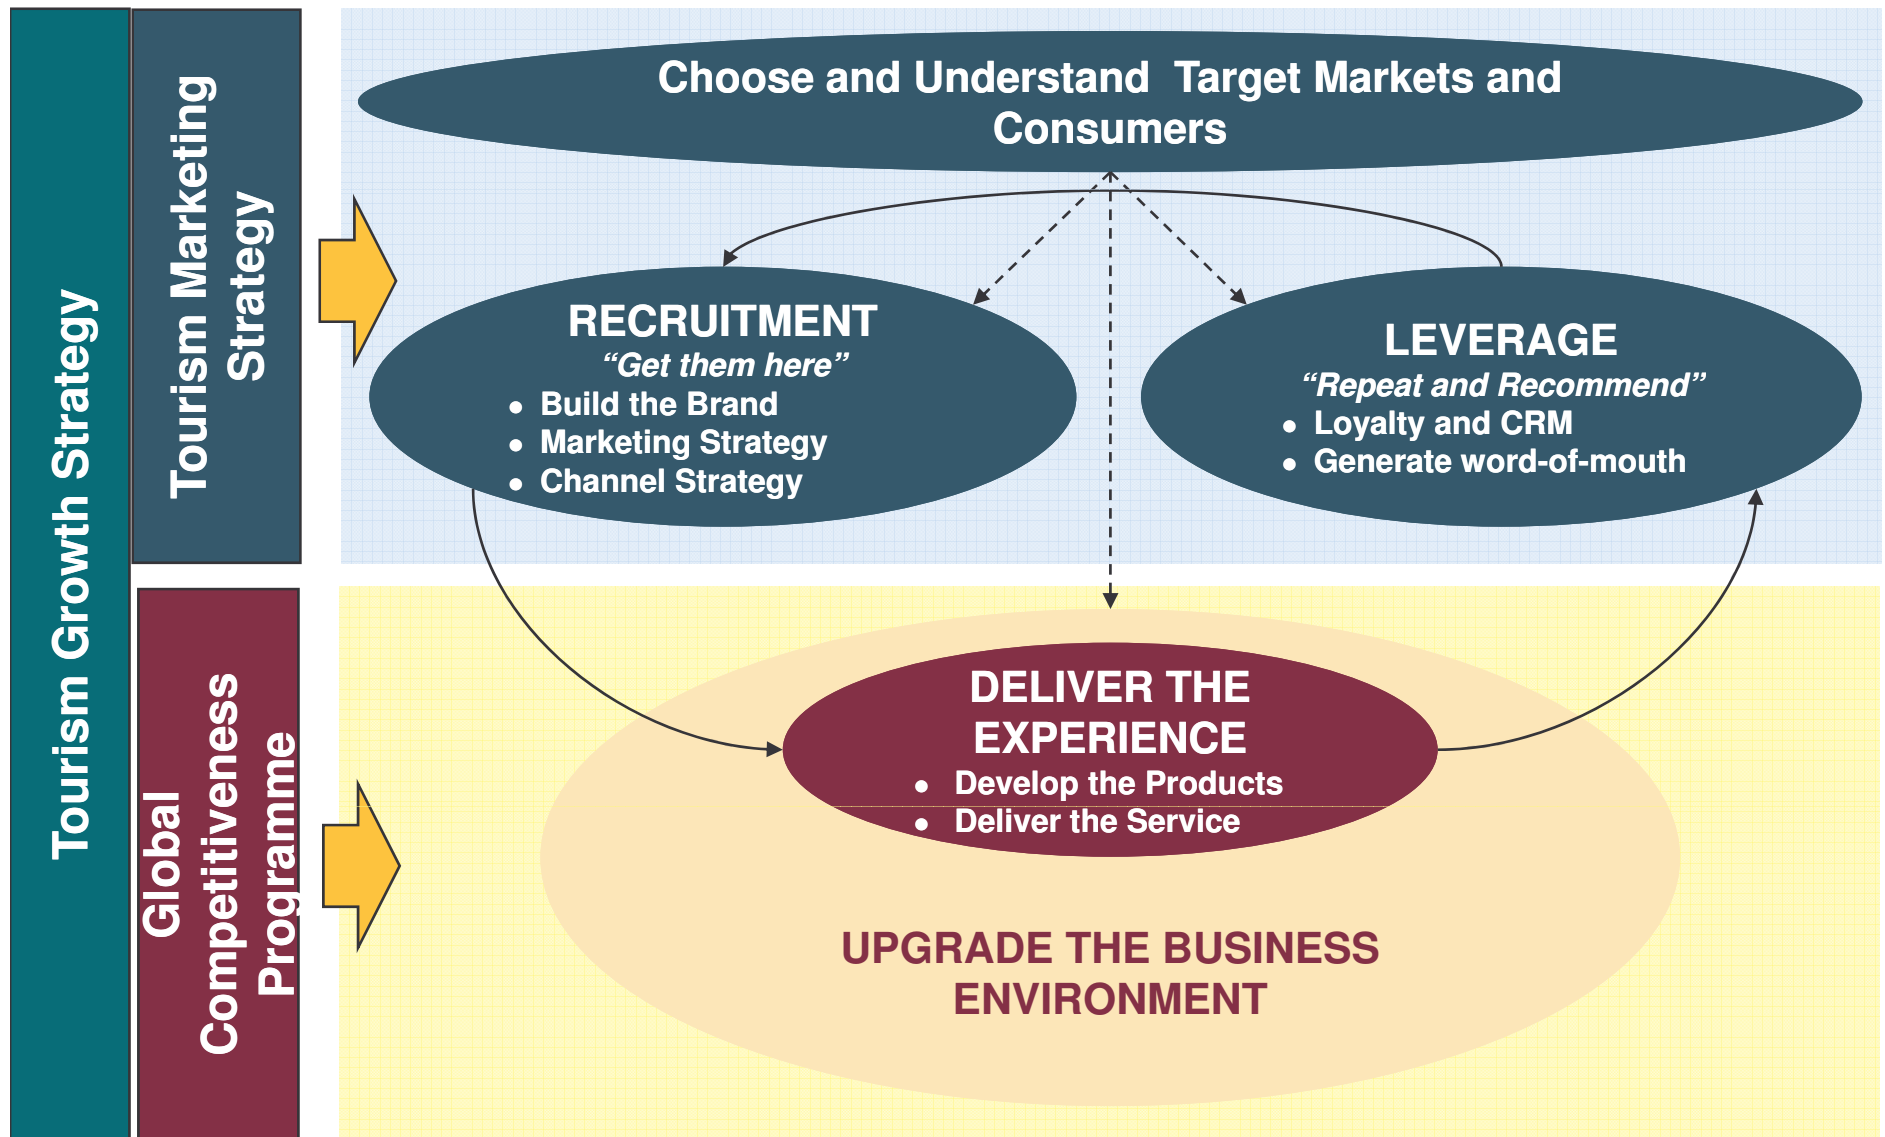 Tourism Growth Strategy
Tourism Marketing
Strategy
Choose and Understand  Target Markets and
Consumers
RECRUITMENT
“Get them here”
● Build the Brand
● Marketing Strategy
● Channel Strategy
LEVERAGE
“Repeat and Recommend”
● Loyalty and CRM
● Generate word-of-mouth
Global
Competitiveness
Programme
DELIVER THE
EXPERIENCE
● Develop the Products
● Deliver the Service
UPGRADE THE BUSINESS
ENVIRONMENT